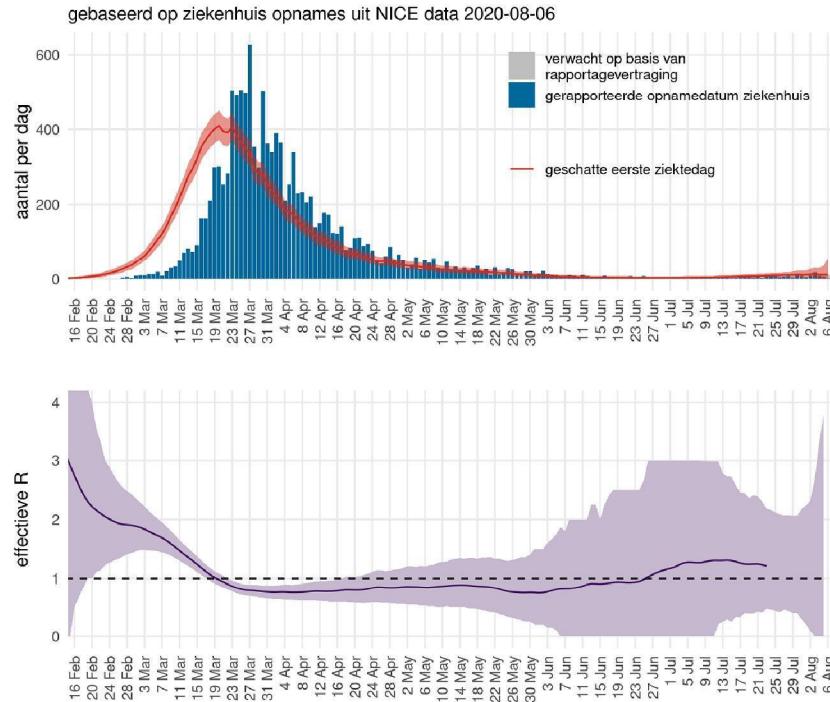 gebaseerd op ziekenhuis opnames uit NICE data 2020-08-06
600
400
200
0
aantal per dag
verwacht op basis van
rapportagevertraging
gerapporteerde opnamedatum ziekenhuis
geschatte eerste ziektedag
16 Feb
20 Feb
24 Feb
28 Feb
3 Mar
7 Mar
11 Mar
15 Mar
19 Mar
23 Mar
27 Mar
31 Mar
4 Apr
8 Apr
12 Apr
16 Apr
20 Apr
24 Apr
28 Apr
2 May
6 May
10 May
14 May
18 May
22 May
26 May
30 May
3 Jun
7 Jun
11 Jun
15 Jun
19 Jun
23 Jun
27 Jun
1 Jul
5 Jul
9 Jul
13 Jul
17 Jul
21 Jul
25 Jul
29 Jul
2 Aug
6 Aug
4
3
2
1
0
effectieve R
16 Feb
20 Feb
24 Feb
28 Feb
3 Mar
7 Mar
11 Mar
15 Mar
19 Mar
23 Mar
27 Mar
31 Mar
4 Apr
8 Apr
12 Apr
16 Apr
20 Apr
24 Apr
28 Apr
2 May
6 May
10 May
14 May
18 May
22 May
26 May
30 May
3 Jun
7 Jun
11 Jun
15 Jun
19 Jun
23 Jun
27 Jun
1 Jul
5 Jul
9 Jul
13 Jul
17 Jul
21 Jul
25 Jul
29 Jul
2 Aug
6 Aug